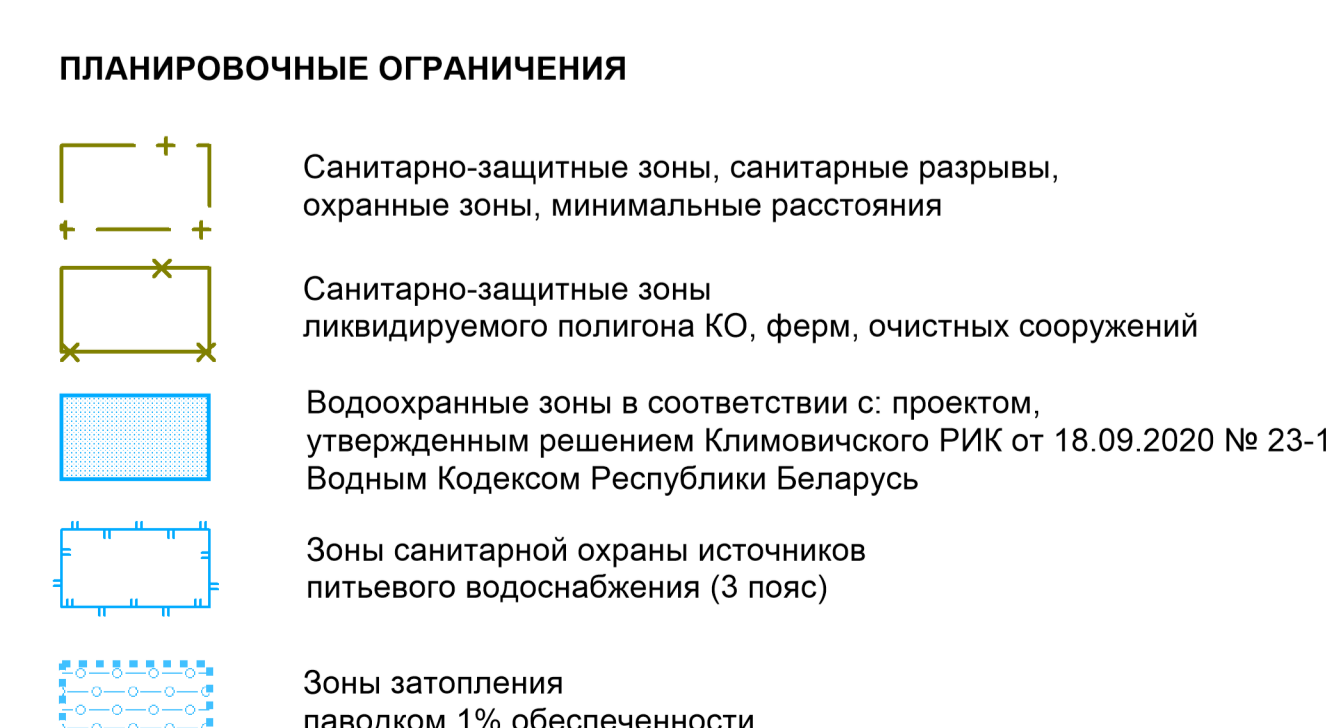 ПЛАНИРОВОЧНЫЕ ОГРАНИЧЕНИЯ
Санитарно-защитные зоны, санитарные разрывы,
охранные зоны, минимальные расстояния
Санитарно-защитные зоны
ликвидируемого полигона КО, ферм, очистных сооружений
Водоохранные зоны в соответствии с: проектом,
утвержденным решением Климовичского РИК от 18.09.2020 № 23-1
Водным Кодексом Республики Беларусь
Зоны санитарной охраны источников
питьевого водоснабжения (3 пояс)
Зоны затопления
паводком 1% обеспеченности